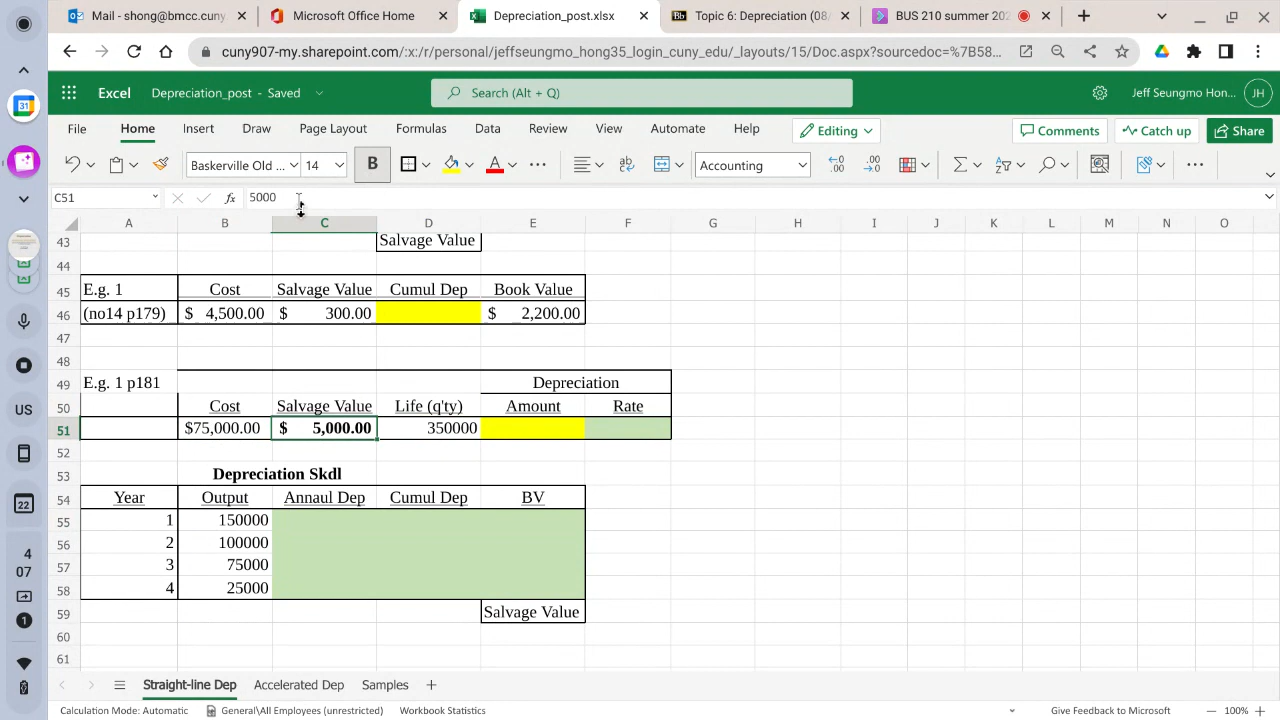 Mail - shong@bmcc.cuny
Microsoft Office Home
Depreciation_post.xlsx
Bb Topic 6: Depreciation (08/
BUS 210 summer 202
cuny907-my.sharepoint.com/:x:/r/personal/jeffseungmo_hong35_login_cuny_edu/_layouts/15/Doc.aspx?sourcedoc=%7B58...
Excel Depreciation_post - Saved Search (Alt + Q) Jeff Seungmo Hon... JH
File Home Insert Draw Page Layout Formulas Data Review View Automate Help Editing Comments Catch up Share
Baskerville Old ... 14 B A Accounting
C51 fx 5000
A B C D E F G H I J K L M N O
43 Salvage Value
44
45 E.g. 1 Cost Salvage Value Cumul Dep Book Value
46 (no14 p179) $ 4,500.00 $ 300.00 $ 2,200.00
47
48
49 E.g. 1 p181 Depreciation
50 Cost Salvage Value Life (q'ty) Amount Rate
51 $75,000.00 $ 5,000.00 350000
52
53 Depreciation Skdl
54 Year Output Annaul Dep Cumul Dep BV
55 1 150000
56 2 100000
57 3 75000
58 4 25000
59 Salvage Value
60
61
Straight-line Dep Accelerated Dep Samples
Calculation Mode: Automatic General\All Employees (unrestricted) Workbook Statistics Give Feedback to Microsoft 100%
31
US
22
4
07
1